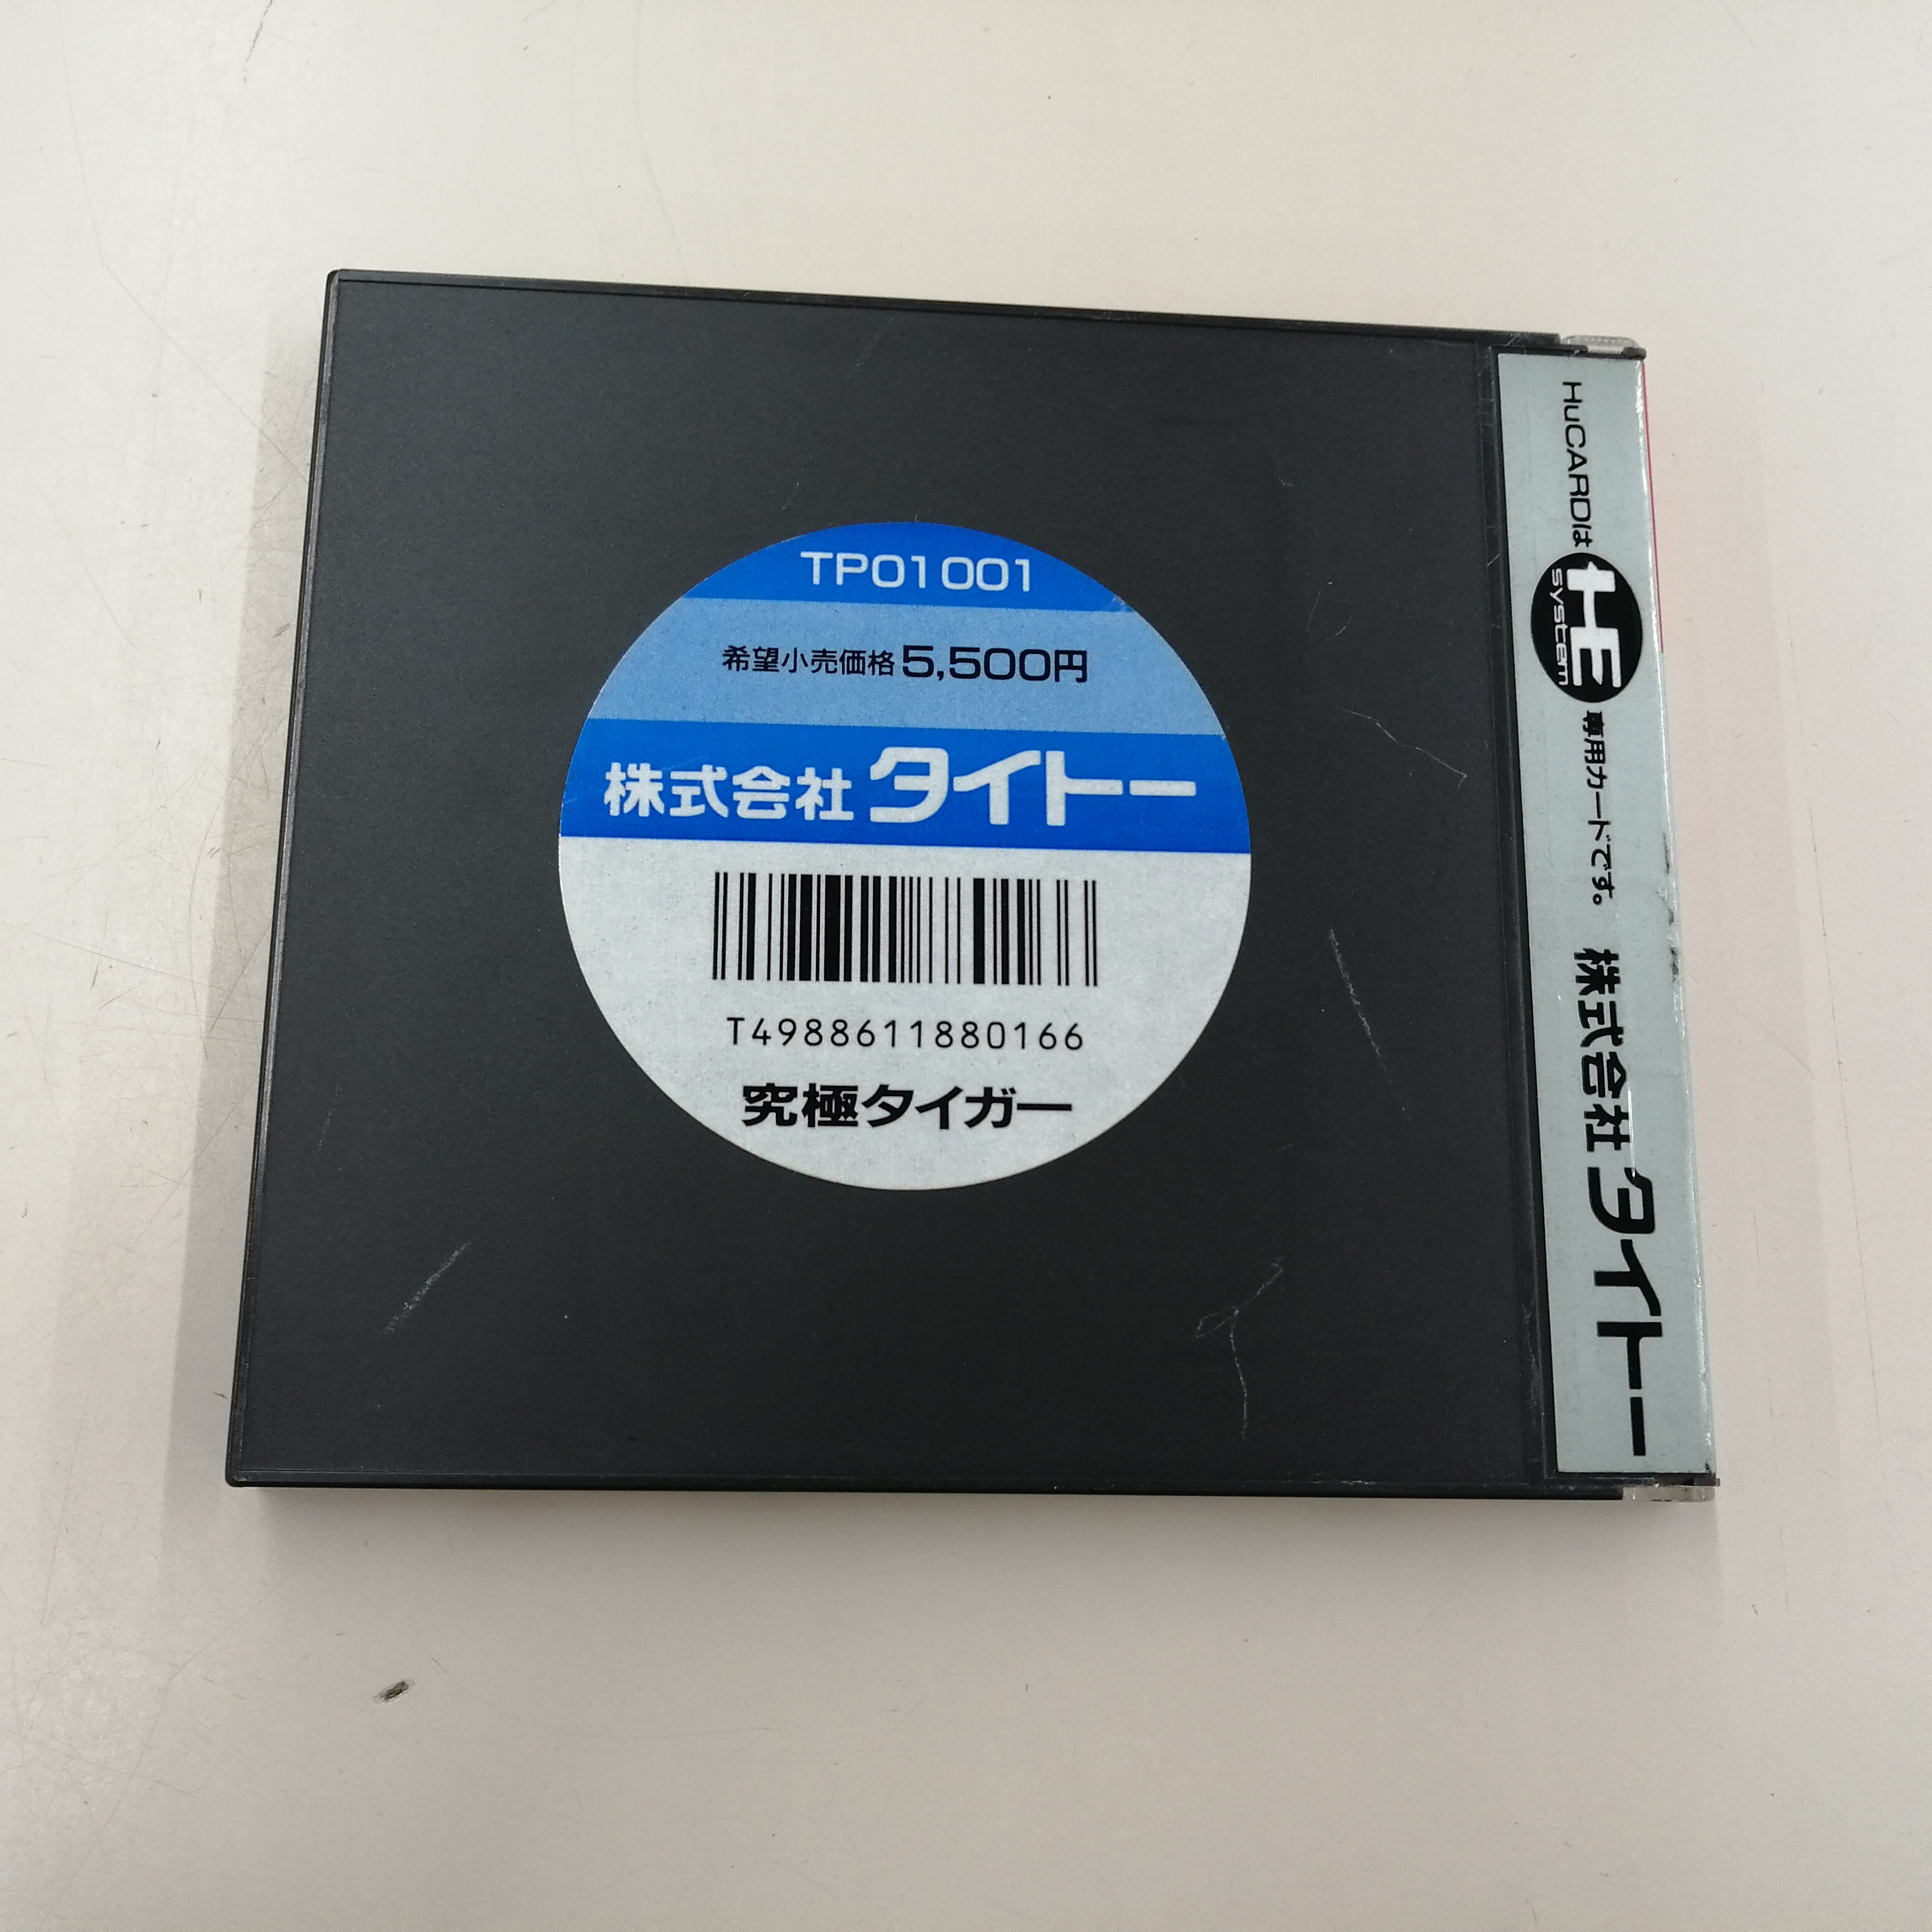 TP01001
希望小売価格5,500円
株式会社タイトー
T4988611880166
究極タイガー
HuCARDは HE system 専用カードです。 株式会社タイトー